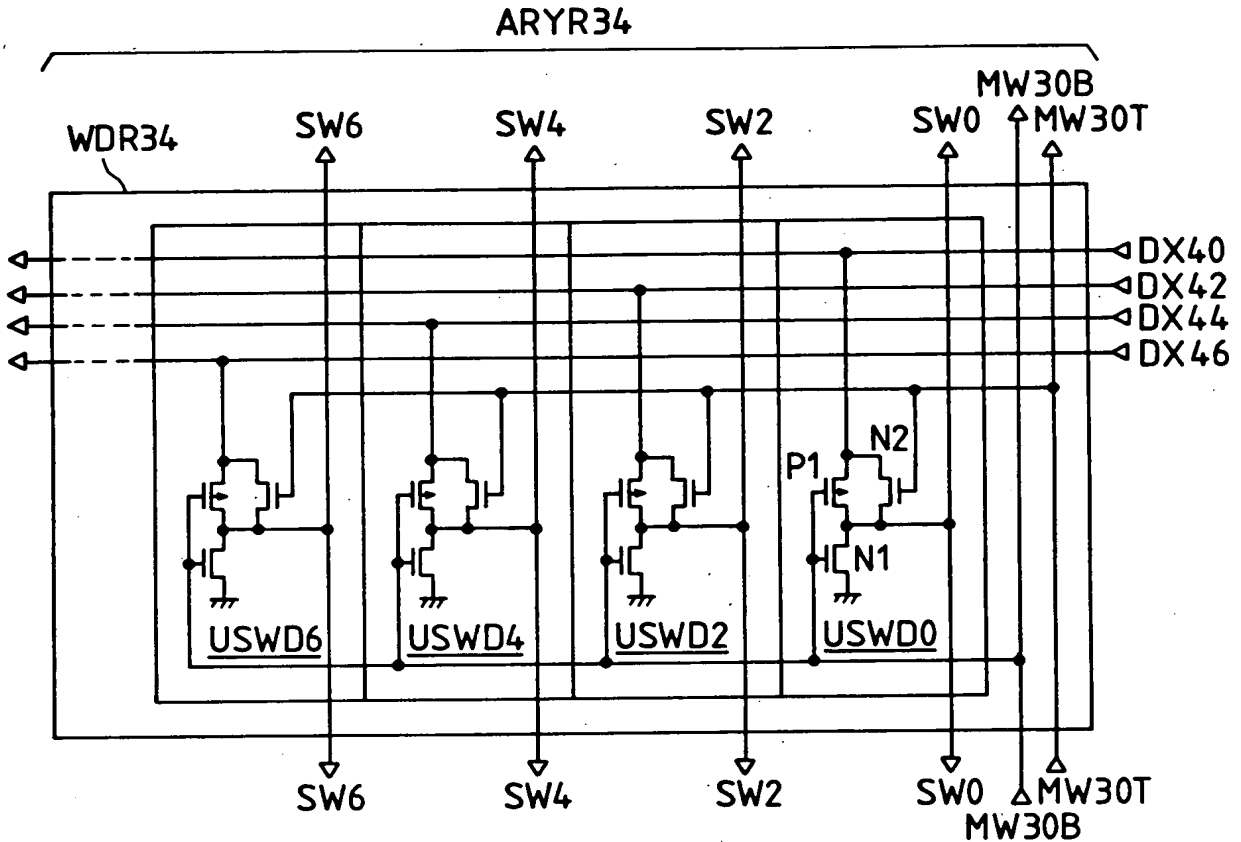 ARYR34
MW30B
WDR34 SW6 SW4 SW2 SW0 MW30T
DX40
DX42
DX44
DX46
P1 N2
N1
USWD6 USWD4 USWD2 USWD0
SW6 SW4 SW2 SW0 MW30T
MW30B